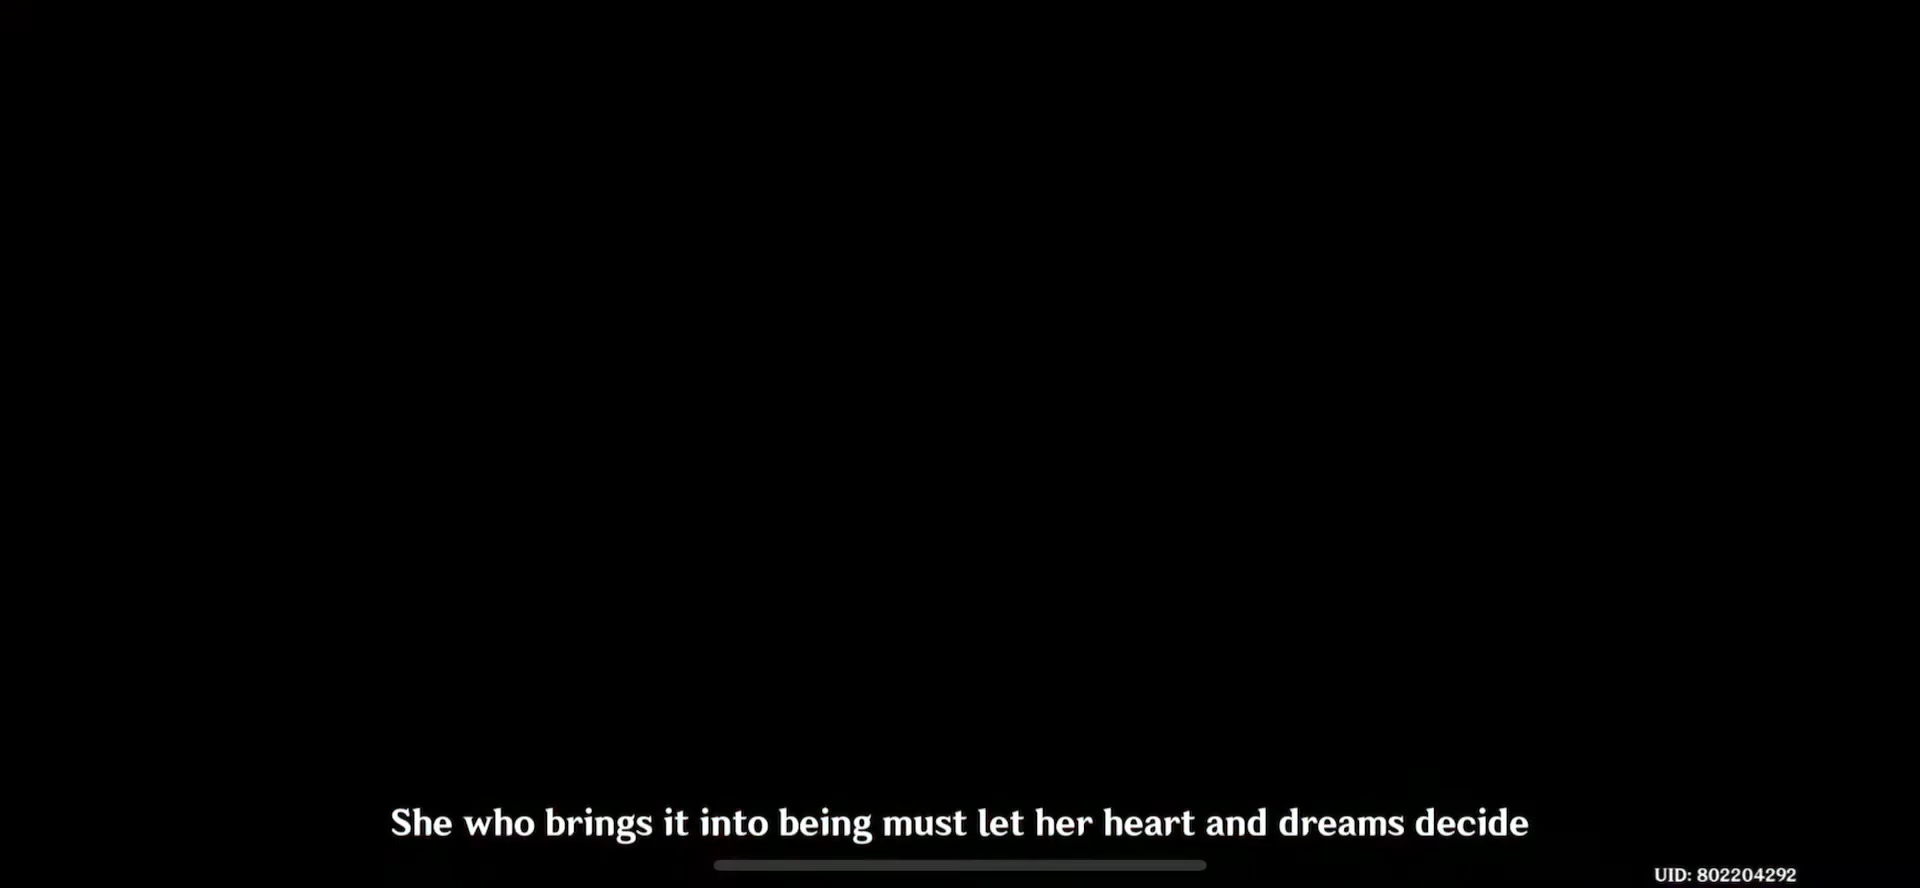 She who brings it into being must let her heart and dreams decide
UID: 802204292